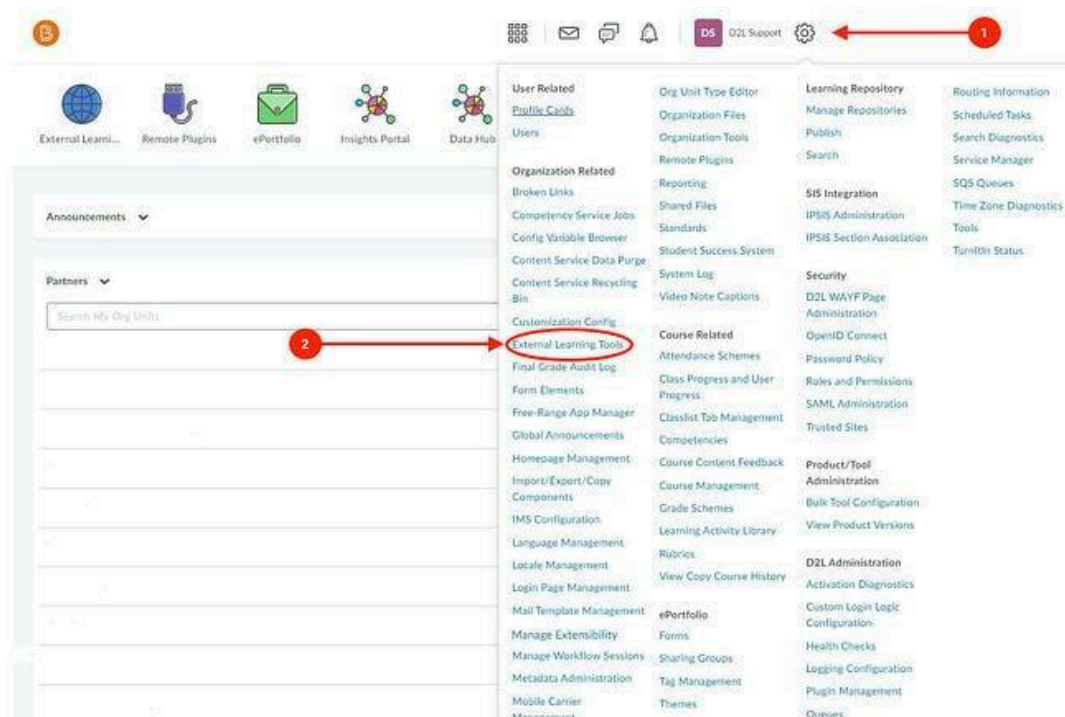 DS D2L Support
1
External Learni...
Remote Plugins
ePortfolio
Insights Portal
Data Hub
Announcements
Partners
Search My Org Units
2
User Related
Profile Cards
Users
Organization Related
Broken Links
Competency Service Jobs
Config Variable Browser
Content Service Data Purge
Content Service Recycling
Bin
Customization Config
External Learning Tools
Final Grade Audit Log
Form Elements
Free-Range App Manager
Global Announcements
Homepage Management
Import/Export/Copy
Components
IMS Configuration
Language Management
Locale Management
Login Page Management
Mail Template Management
Manage Extensibility
Manage Workflow Sessions
Metadata Administration
Mobile Carrier
Management
Org Unit Type Editor
Organization Files
Organization Tools
Remote Plugins
Reporting
Shared Files
Standards
Student Success System
System Log
Video Note Captions
Course Related
Attendance Schemes
Class Progress and User
Progress
Classlist Tab Management
Competencies
Course Content Feedback
Course Management
Grade Schemes
Learning Activity Library
Rubrics
View Copy Course History
ePortfolio
Forms
Sharing Groups
Tag Management
Themes
Learning Repository
Manage Repositories
Publish
Search
SIS Integration
IPSIS Administration
IPSIS Section Association
Security
D2L WAYF Page
Administration
OpenID Connect
Password Policy
Roles and Permissions
SAML Administration
Trusted Sites
Product/Tool
Administration
Bulk Tool Configuration
View Product Versions
D2L Administration
Activation Diagnostics
Custom Login Logic
Configuration
Health Checks
Logging Configuration
Plugin Management
Queues
Routing Information
Scheduled Tasks
Search Diagnostics
Service Manager
SQS Queues
Time Zone Diagnostics
Tools
TurnItIn Status